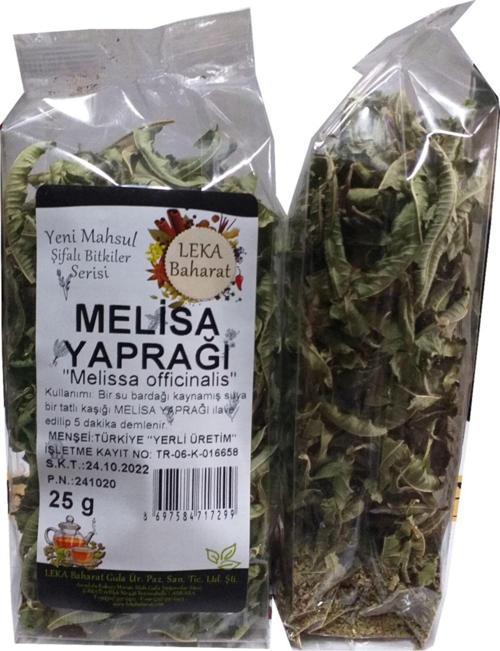 Yeni Mahsul
Şifalı Bitkiler
Serisi
LEKA
Baharat
MELİSA
YAPRAĞI
"Melissa officinalis"
Kullanımı: Bir su bardağı kaynamış suya
bir tatlı kaşığı MELİSA YAPRAĞI ilave
edilip 5 dakika demlenir.
MENŞEİ:TÜRKİYE "YERLİ ÜRETİM"
İŞLETME KAYIT NO: TR-06-K-016658
S.K.T.:24.10.2022
P.N.:241020
25 g
8 697584 717299
LEKA Baharat Gıda Ür. Paz. San. Tic. Ltd. Şti.